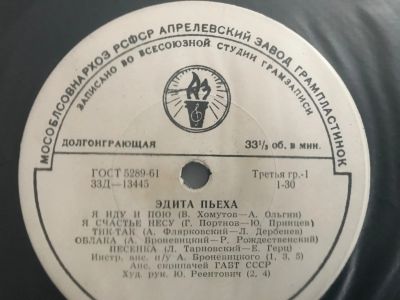 МОСОБЛСОВНАРХОЗ РСФСР АПРЕЛЕВСКИЙ ЗАВОД ГРАМПЛАСТИНОК
ЗАПИСАНО ВО ВСЕСОЮЗНОЙ СТУДИИ ГРАМЗАПИСИ
АЗ
ДОЛГОИГРАЮЩАЯ 33⅓ об. в мин.
ГОСТ 5289-61 Третья гр.-1
33Д—13445 1-30
ЭДИТА ПЬЕХА
Я ИДУ И ПОЮ (В. Хомутов—А. Ольгин)
Я СЧАСТЬЕ НЕСУ (Г. Портнов—Ю. Принцев)
ТИК-ТАК (А. Флярковский—Л. Дербенев)
ОБЛАКА (А. Броневицкий—Р. Рождественский)
ПЕСЕНКА (Л. Тарновский—Е. Герц)
Инстр. анс. п/у А. Броневицкого (1, 3, 5)
Анс. скрипачей ГАБТ СССР
Худ. рук. Ю. Реентович (2, 4)